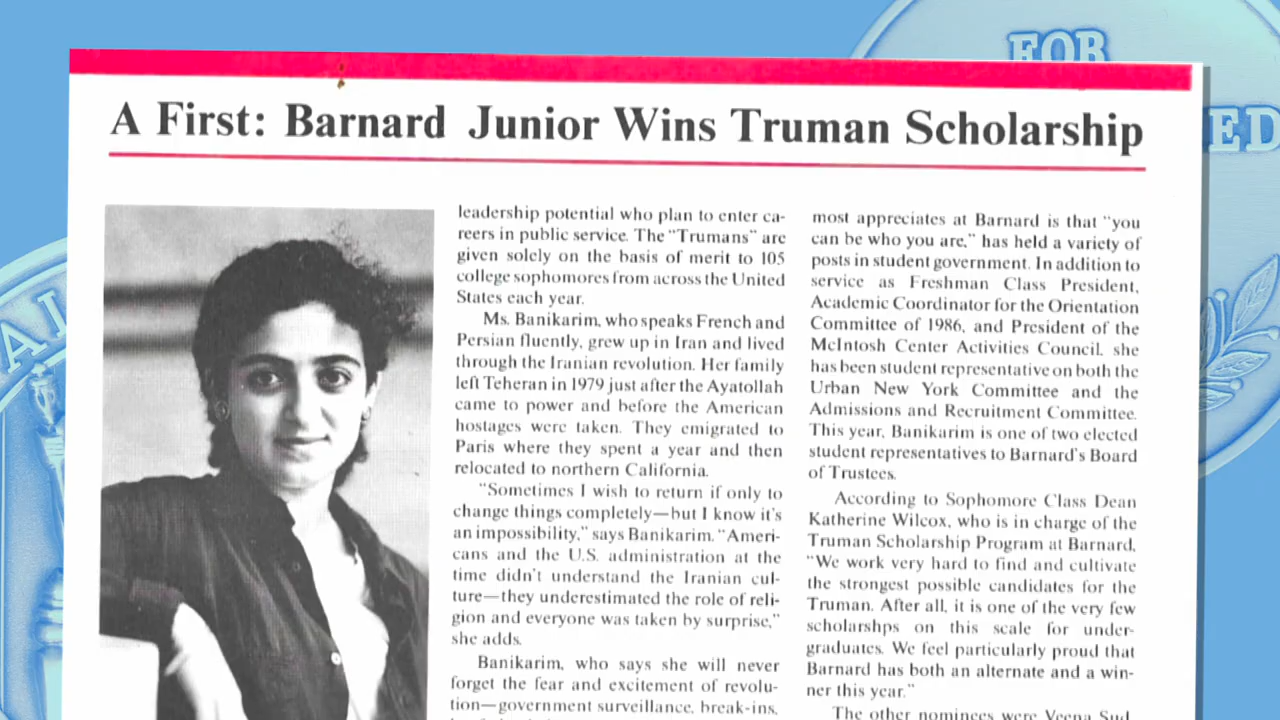 FOR
ED
AL
A First: Barnard Junior Wins Truman Scholarship
leadership potential who plan to enter ca-
reers in public service. The "Trumans" are
given solely on the basis of merit to 105
college sophomores from across the United
States each year.
Ms. Banikarim, who speaks French and
Persian fluently, grew up in Iran and lived
through the Iranian revolution. Her family
left Teheran in 1979 just after the Ayatollah
came to power and before the American
hostages were taken. They emigrated to
Paris where they spent a year and then
relocated to northern California.
"Sometimes I wish to return if only to
change things completely—but I know it's
an impossibility," says Banikarim. "Ameri-
cans and the U.S. administration at the
time didn't understand the Iranian cul-
ture—they underestimated the role of reli-
gion and everyone was taken by surprise,"
she adds.
Banikarim, who says she will never
forget the fear and excitement of revolu-
tion—government surveillance, break-ins,
most appreciates at Barnard is that "you
can be who you are," has held a variety of
posts in student government. In addition to
service as Freshman Class President,
Academic Coordinator for the Orientation
Committee of 1986, and President of the
McIntosh Center Activities Council, she
has been student representative on both the
Urban New York Committee and the
Admissions and Recruitment Committee.
This year, Banikarim is one of two elected
student representatives to Barnard's Board
of Trustees.
According to Sophomore Class Dean
Katherine Wilcox, who is in charge of the
Truman Scholarship Program at Barnard,
"We work very hard to find and cultivate
the strongest possible candidates for the
Truman. After all, it is one of the very few
scholarshps on this scale for under-
graduates. We feel particularly proud that
Barnard has both an alternate and a win-
ner this year."
The other nominees were Veena Sud,